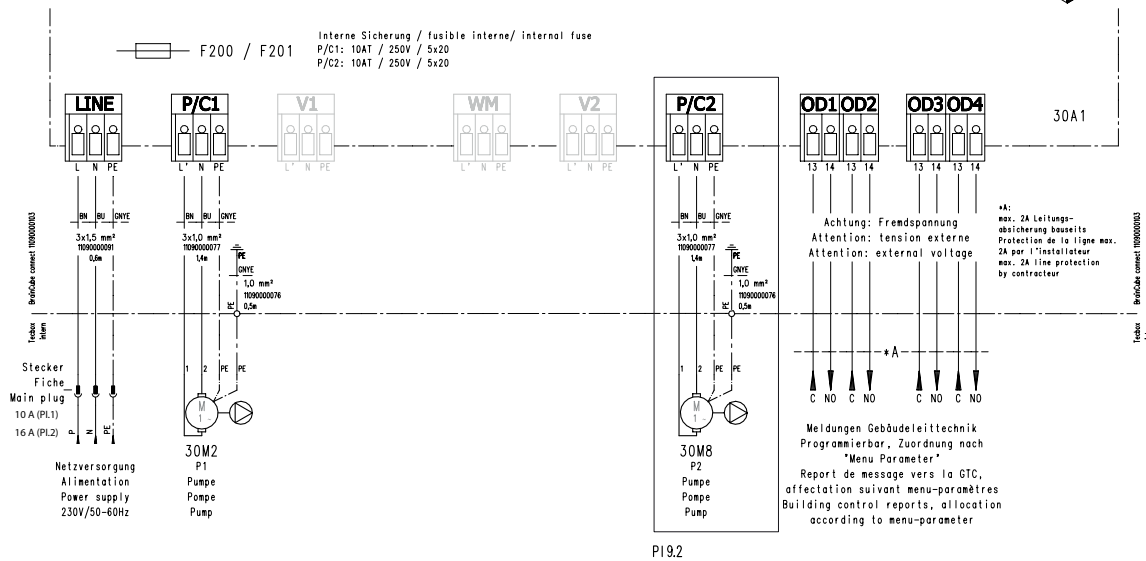 F200 / F201
Interne Sicherung / fusible interne/ internal fuse
P/C1: 10AT / 250V / 5x20
P/C2: 10AT / 250V / 5x20
LINE
P/C1
V1
WM
V2
P/C2
OD1 OD2
OD3 OD4
30A1
L N PE
L' N PE
L' N PE
L' N PE
L' N PE
L' N PE
13 14 13 14
13 14 13 14
BN BU GNYE
3x1,5 mm²
11090000091
0,6m
BN BU GNYE
3x1,0 mm²
11090000077
1,4m
PE
GNYE
1,0 mm²
11090000076
0,5m
PE
BN BU GNYE
3x1,0 mm²
11090000077
1,4m
PE
GNYE
1,0 mm²
11090000076
0,5m
PE
Achtung: Fremdspannung
Attention: tension externe
Attention: external voltage
*A:
max. 2A Leitungs-
absicherung bauseits
Protection de la ligne max.
2A par l'installateur
max. 2A line protection
by contracteur
BrainCube connect 11090000103
Tecbox
intern
BrainCube connect 11090000103
Tecbox
Stecker
Fiche
Main plug
10 A (PI.1)
16 A (PI.2)
P N PE
1 2 PE PE
M
1 ~
1 2 PE PE
M
1 ~
*A
C NO C NO
C NO C NO
Netzversorgung
Alimentation
Power supply
230V/50-60Hz
30M2
P1
Pumpe
Pompe
Pump
30M8
P2
Pumpe
Pompe
Pump
Meldungen Gebäudeleittechnik
Programmierbar, Zuordnung nach
"Menu Parameter"
Report de message vers la GTC,
affectation suivant menu-paramètres
Building control reports, allocation
according to menu-parameter
PI9.2